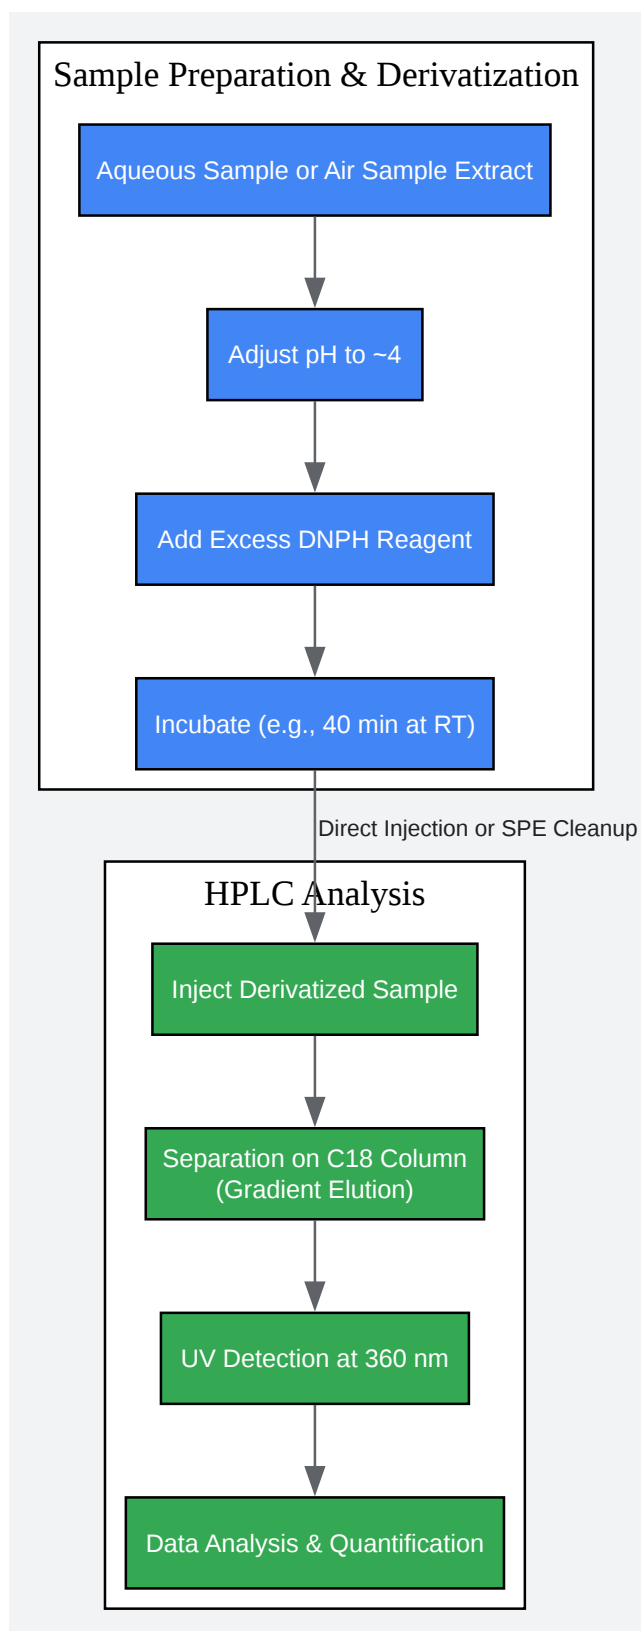 Sample Preparation & Derivatization
Aqueous Sample or Air Sample Extract
Adjust pH to ~4
Add Excess DNPH Reagent
Incubate (e.g., 40 min at RT)
Direct Injection or SPE Cleanup
HPLC Analysis
Inject Derivatized Sample
Separation on C18 Column
(Gradient Elution)
UV Detection at 360 nm
Data Analysis & Quantification